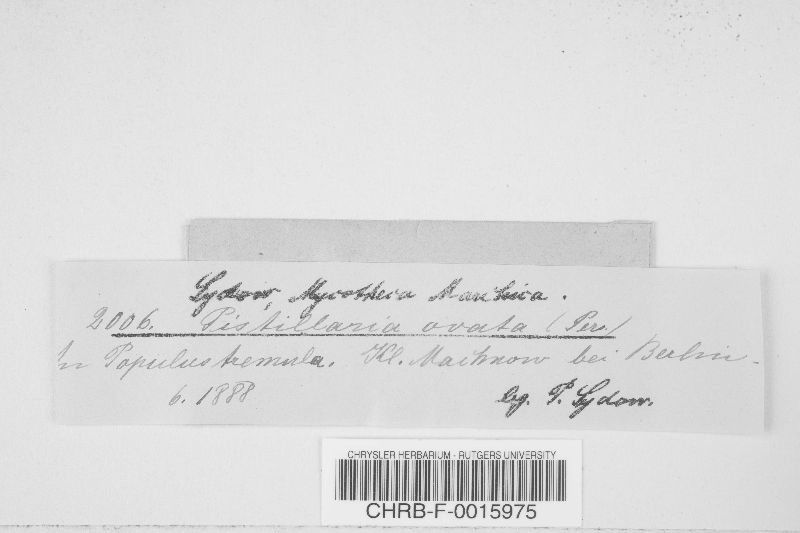 Sydow, Mycotheca Marchica.
2006. Pistillaria ovata (Pers)
In Populus tremula. Kl. Machnow bei Berlin.
6. 1888 leg. P. Sydow.
CHRYSLER HERBARIUM - RUTGERS UNIVERSITY
CHRB-F-0015975